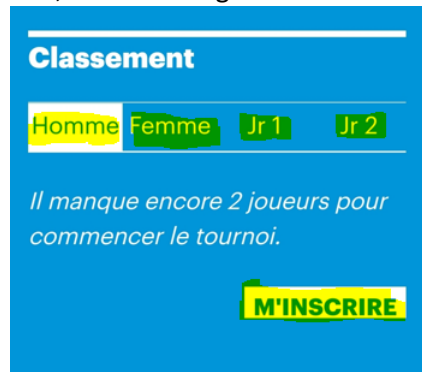 Classement
Homme Femme Jr 1 Jr 2
Il manque encore 2 joueurs pour
commencer le tournoi.
M'INSCRIRE